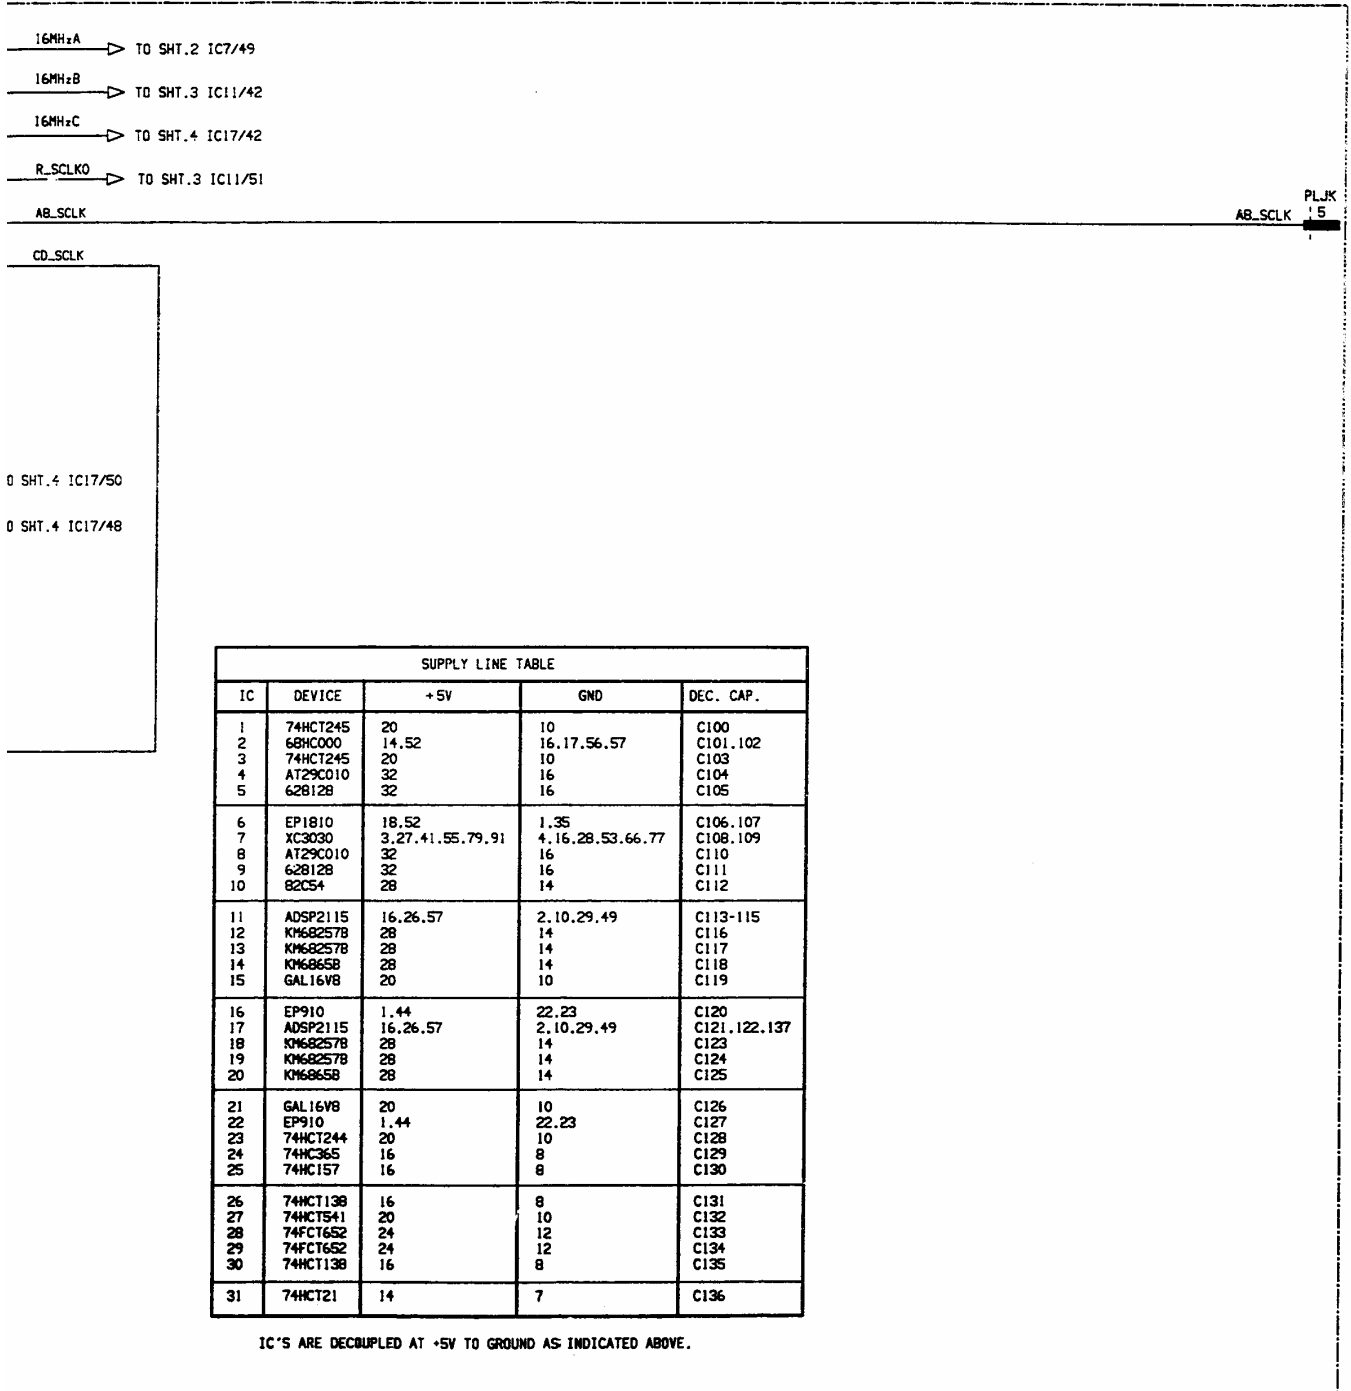 16MHzA
TO SHT.2 IC7/49
16MHzB
TO SHT.3 IC11/42
16MHzC
TO SHT.4 IC17/42
R_SCLK0
TO SHT.3 IC11/51
AB_SCLK
AB_SCLK
PLJK
5
CD_SCLK
O SHT.4 IC17/50
O SHT.4 IC17/48
SUPPLY LINE TABLE
IC DEVICE +5V GND DEC. CAP.
1 74HCT245 20 10 C100
2 68HC000 14.52 16.17.56.57 C101.102
3 74HCT245 20 10 C103
4 AT29C010 32 16 C104
5 628128 32 16 C105
6 EP1810 18.52 1.35 C106.107
7 XC3030 3.27.41.55.79.91 4.16.28.53.66.77 C108.109
8 AT29C010 32 16 C110
9 628128 32 16 C111
10 82C54 28 14 C112
11 ADSP2115 16.26.57 2.10.29.49 C113-115
12 KM68257B 28 14 C116
13 KM68257B 28 14 C117
14 KM6865B 28 14 C118
15 GAL16V8 20 10 C119
16 EP910 1.44 22.23 C120
17 ADSP2115 16.26.57 2.10.29.49 C121.122.137
18 KM68257B 28 14 C123
19 KM68257B 28 14 C124
20 KM6865B 28 14 C125
21 GAL16V8 20 10 C126
22 EP910 1.44 22.23 C127
23 74HCT244 20 10 C128
24 74HC365 16 8 C129
25 74HC157 16 8 C130
26 74HCT138 16 8 C131
27 74HCT541 20 10 C132
28 74FCT652 24 12 C133
29 74FCT652 24 12 C134
30 74HCT138 16 8 C135
31 74HCT21 14 7 C136
IC'S ARE DECOUPLED AT +5V TO GROUND AS INDICATED ABOVE.